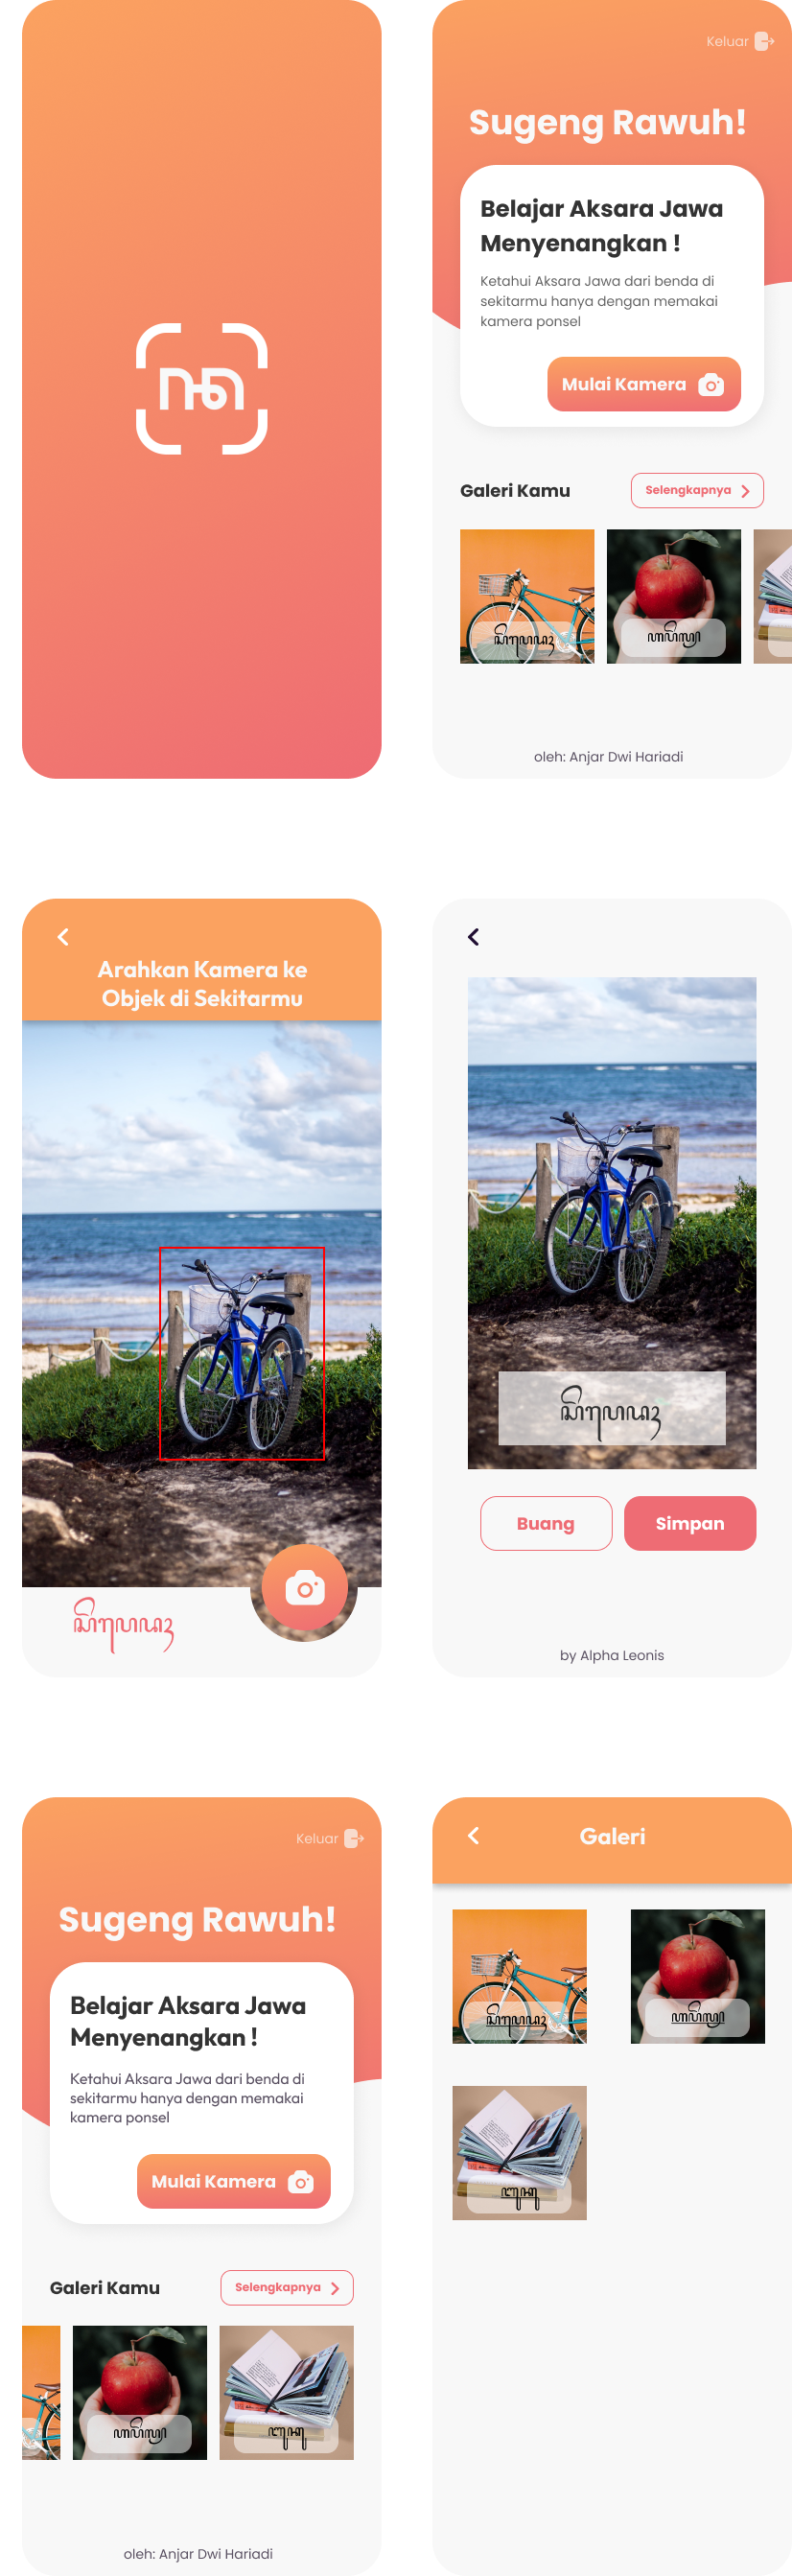 Keluar
Sugeng Rawuh!
Belajar Aksara Jawa
Menyenangkan !
Ketahui Aksara Jawa dari benda di
sekitarmu hanya dengan memakai
kamera ponsel
Mulai Kamera
Galeri Kamu
Selengkapnya
oleh: Anjar Dwi Hariadi
Arahkan Kamera ke
Objek di Sekitarmu
Buang
Simpan
by Alpha Leonis
Keluar
Sugeng Rawuh!
Belajar Aksara Jawa
Menyenangkan !
Ketahui Aksara Jawa dari benda di
sekitarmu hanya dengan memakai
kamera ponsel
Mulai Kamera
Galeri Kamu
Selengkapnya
oleh: Anjar Dwi Hariadi
Galeri